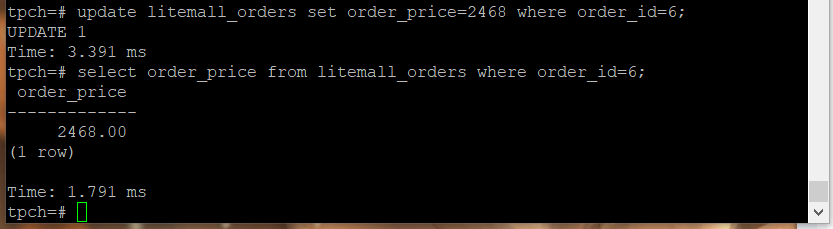 tpch=# update litemall_orders set order_price=2468 where order_id=6;
UPDATE 1
Time: 3.391 ms
tpch=# select order_price from litemall_orders where order_id=6;
 order_price
-------------
     2468.00
(1 row)

Time: 1.791 ms
tpch=#